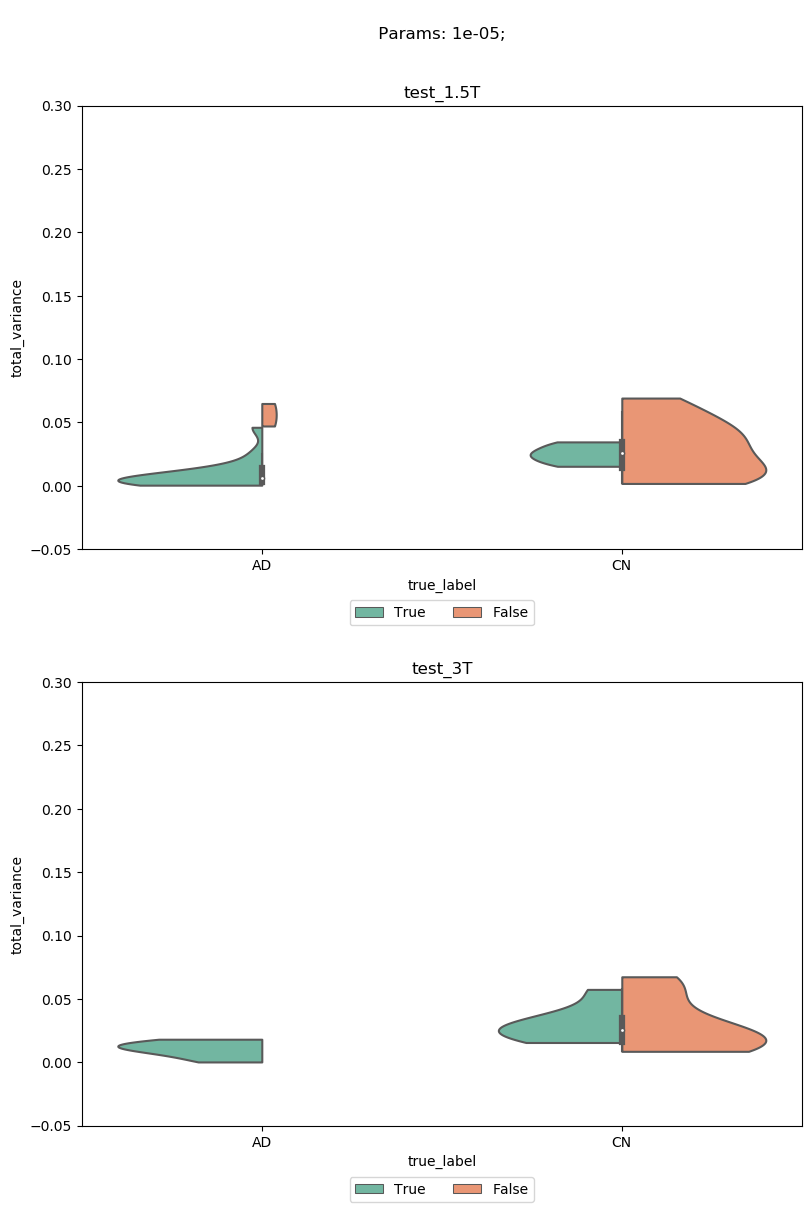 Params: 1e-05;
test_1.5T
0.30
0.25
0.20
0.15
0.10
0.05
0.00
−0.05
total_variance
AD CN
true_label
True False
test_3T
0.30
0.25
0.20
0.15
0.10
0.05
0.00
−0.05
total_variance
AD CN
true_label
True False